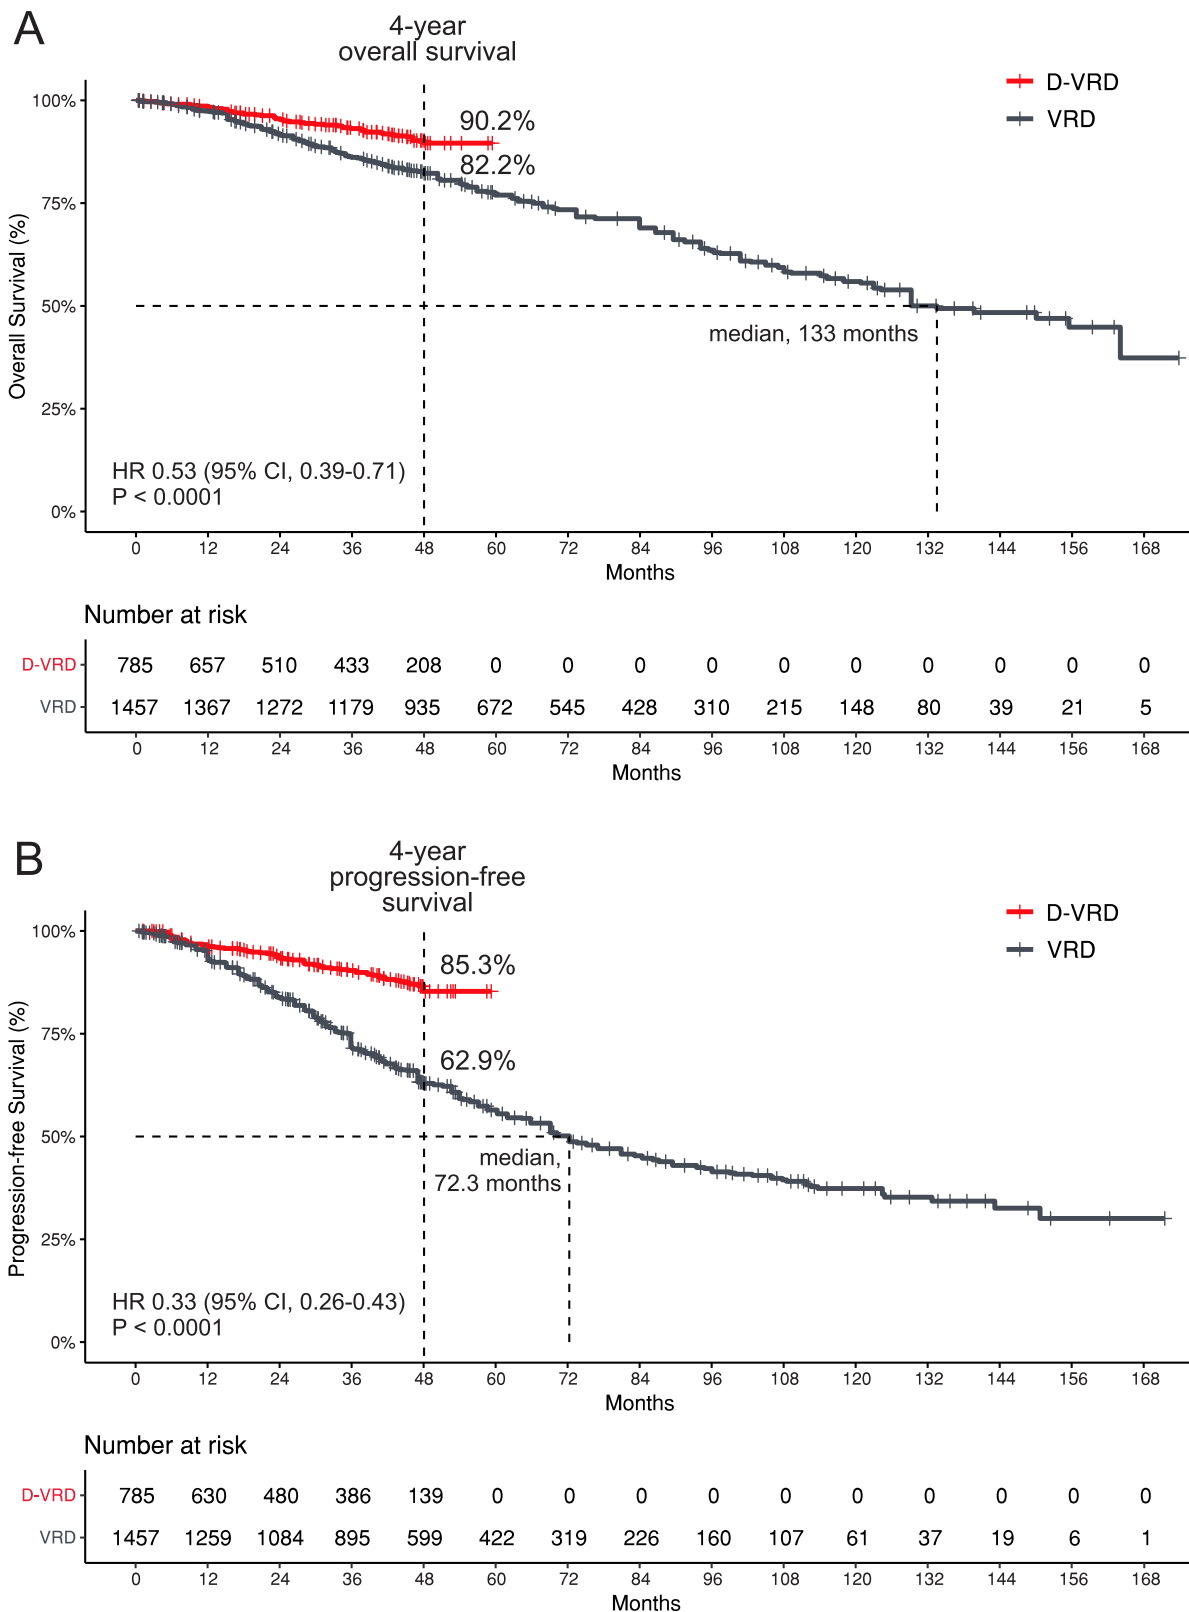 A
4-year
overall survival
D-VRD
VRD
100%
90.2%
82.2%
75%
50%
median, 133 months
25%
HR 0.53 (95% CI, 0.39-0.71)
P < 0.0001
0%
Overall Survival (%)
0 12 24 36 48 60 72 84 96 108 120 132 144 156 168
Months
Number at risk
D-VRD 785 657 510 433 208 0 0 0 0 0 0 0 0 0 0
VRD 1457 1367 1272 1179 935 672 545 428 310 215 148 80 39 21 5
0 12 24 36 48 60 72 84 96 108 120 132 144 156 168
Months
B
4-year
progression-free
survival
D-VRD
VRD
100%
85.3%
75%
62.9%
50%
median,
72.3 months
25%
HR 0.33 (95% CI, 0.26-0.43)
P < 0.0001
0%
Progression-free Survival (%)
0 12 24 36 48 60 72 84 96 108 120 132 144 156 168
Months
Number at risk
D-VRD 785 630 480 386 139 0 0 0 0 0 0 0 0 0 0
VRD 1457 1259 1084 895 599 422 319 226 160 107 61 37 19 6 1
0 12 24 36 48 60 72 84 96 108 120 132 144 156 168
Months